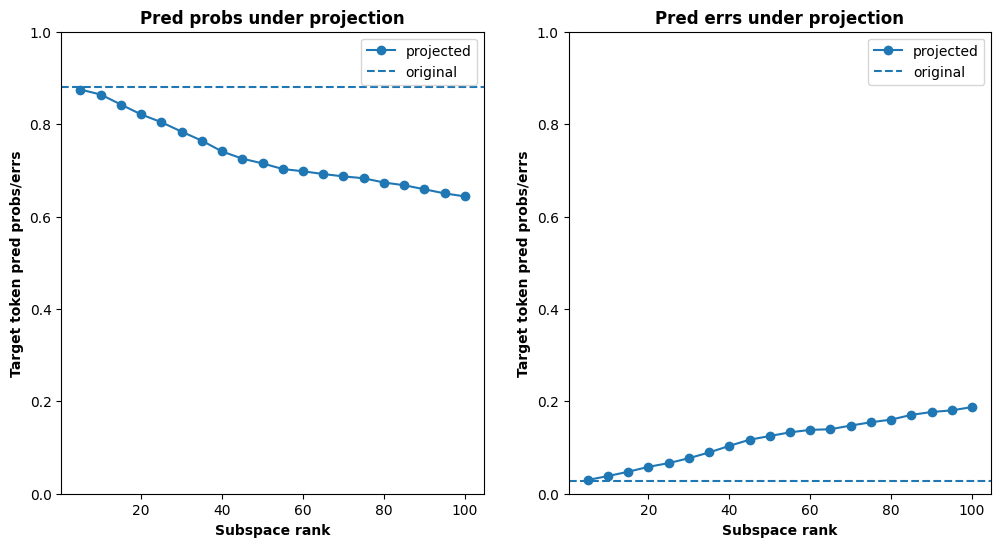 Pred probs under projection
Target token pred probs/errs
1.0
0.8
0.6
0.4
0.2
0.0
projected
original
20
40
60
80
100
Subspace rank
Pred errs under projection
Target token pred probs/errs
1.0
0.8
0.6
0.4
0.2
0.0
projected
original
20
40
60
80
100
Subspace rank